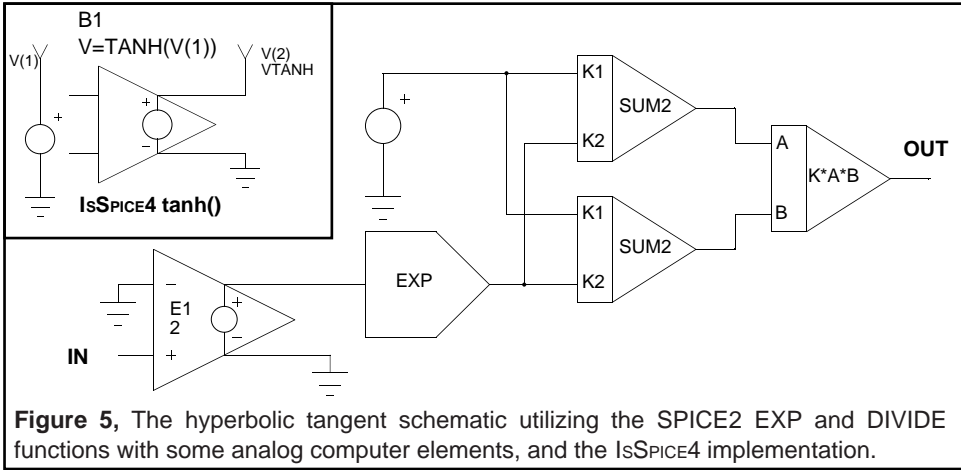 B1
V=TANH(V(1))
V(1)
V(2)
VTANH
+
+
-
ISSPICE4 tanh()
+
K1
K2
SUM2
K1
K2
SUM2
A
B
K*A*B
OUT
EXP
-
E1
2
+
-
+
IN
Figure 5, The hyperbolic tangent schematic utilizing the SPICE2 EXP and DIVIDE
functions with some analog computer elements, and the ISSPICE4 implementation.